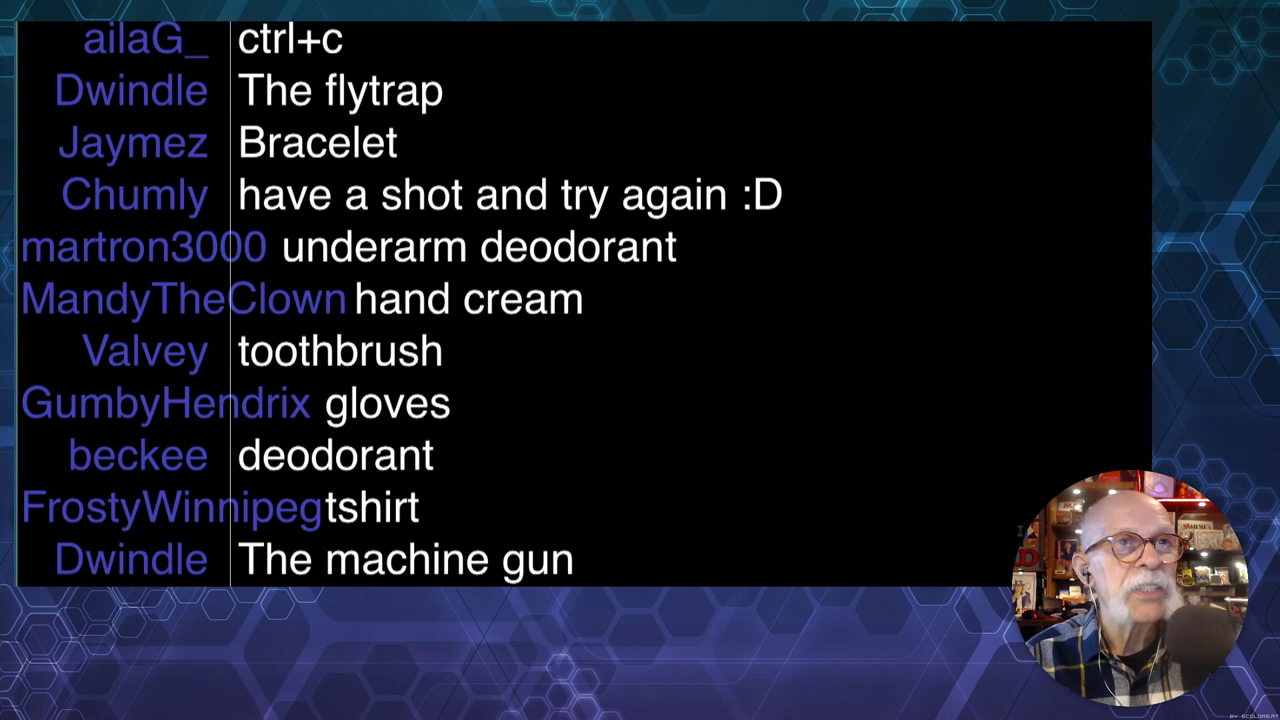 ailaG_ ctrl+c
Dwindle The flytrap
Jaymez Bracelet
Chumly have a shot and try again :D
martron3000 underarm deodorant
MandyTheClown hand cream
Valvey toothbrush
GumbyHendrix gloves
beckee deodorant
FrostyWinnipeg tshirt
Dwindle The machine gun